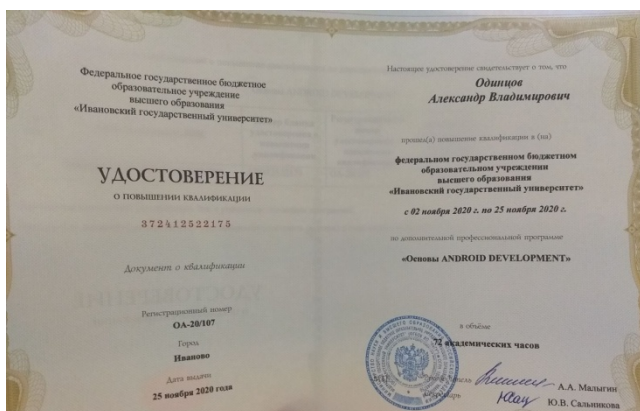 Федеральное государственное бюджетное
образовательное учреждение
высшего образования
«Ивановский государственный университет»
УДОСТОВЕРЕНИЕ
О ПОВЫШЕНИИ КВАЛИФИКАЦИИ
372412522175
Документ о квалификации
Регистрационный номер
ОА-20/107
Город
Иваново
Дата выдачи
25 ноября 2020 года
Настоящее удостоверение свидетельствует о том, что
Одинцов
Александр Владимирович
прошел(а) повышение квалификации в (на)
федеральном государственном бюджетном
образовательном учреждении
высшего образования
«Ивановский государственный университет»
с 02 ноября 2020 г. по 25 ноября 2020 г.
по дополнительной профессиональной программе
«Основы ANDROID DEVELOPMENT»
в объёме
72 академических часов
А.А. Малыгин
Ю.В. Сальникова